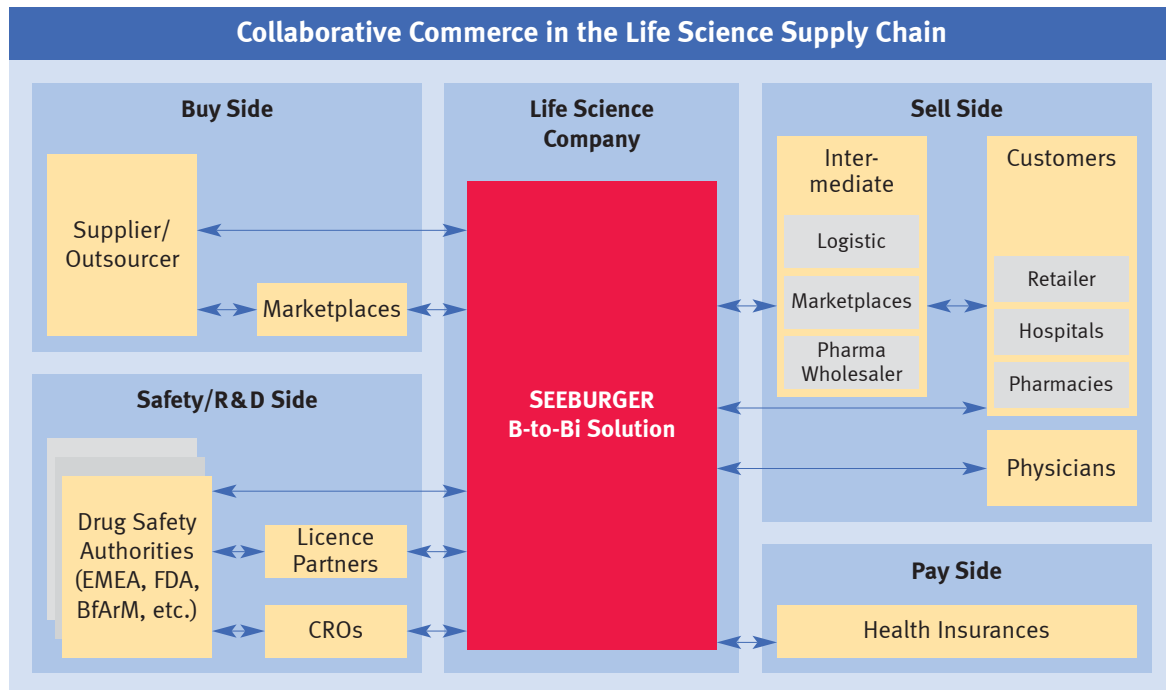 Collaborative Commerce in the Life Science Supply Chain
Buy Side
Supplier/
Outsourcer
Marketplaces
Safety/R&D Side
Drug Safety
Authorities
(EMEA, FDA,
BfArM, etc.)
Licence
Partners
CROs
Life Science
Company
SEEBURGER
B-to-Bi Solution
Sell Side
Inter-
mediate
Logistic
Marketplaces
Pharma
Wholesaler
Customers
Retailer
Hospitals
Pharmacies
Physicians
Pay Side
Health Insurances